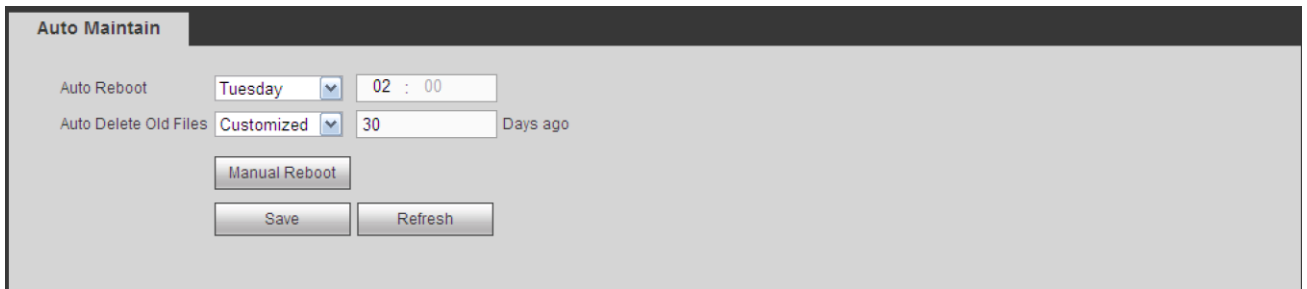 Auto Maintain
Auto Reboot Tuesday 02 : 00
Auto Delete Old Files Customized 30 Days ago
Manual Reboot
Save Refresh